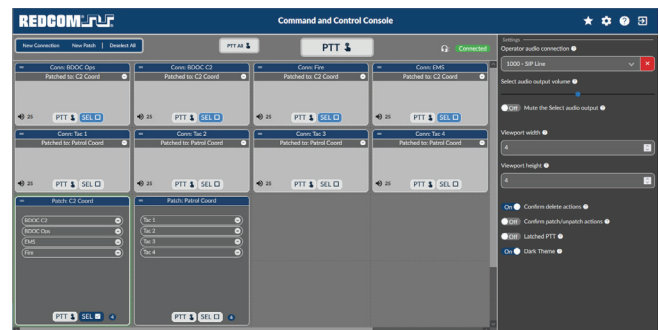 REDCOM
Command and Control Console
New Connection New Patch | Deselect All
PTT All
PTT
Connected
Conn: BDOC Ops
Patched to: C2 Coord
25 PTT SEL
Conn: BDOC C2
Patched to: C2 Coord
25 PTT SEL
Conn: Fire
Patched to: C2 Coord
25 PTT SEL
Conn: EMS
Patched to: C2 Coord
25 PTT SEL
Conn: Tac 1
Patched to: Patrol Coord
25 PTT SEL
Conn: Tac 2
Patched to: Patrol Coord
25 PTT SEL
Conn: Tac 3
Patched to: Patrol Coord
25 PTT SEL
Conn: Tac 4
Patched to: Patrol Coord
25 PTT SEL
Patch: C2 Coord
BDOC C2
BDOC Ops
EMS
Fire
PTT SEL 4
Patch: Patrol Coord
Tac 1
Tac 2
Tac 3
Tac 4
PTT SEL 4
Settings
Operator audio connection
1000 - SIP Line
Select audio output volume
Off Mute the Select audio output
Viewport width
4
Viewport height
4
On Confirm delete actions
Off Confirm patch/unpatch actions
Off Latched PTT
On Dark Theme